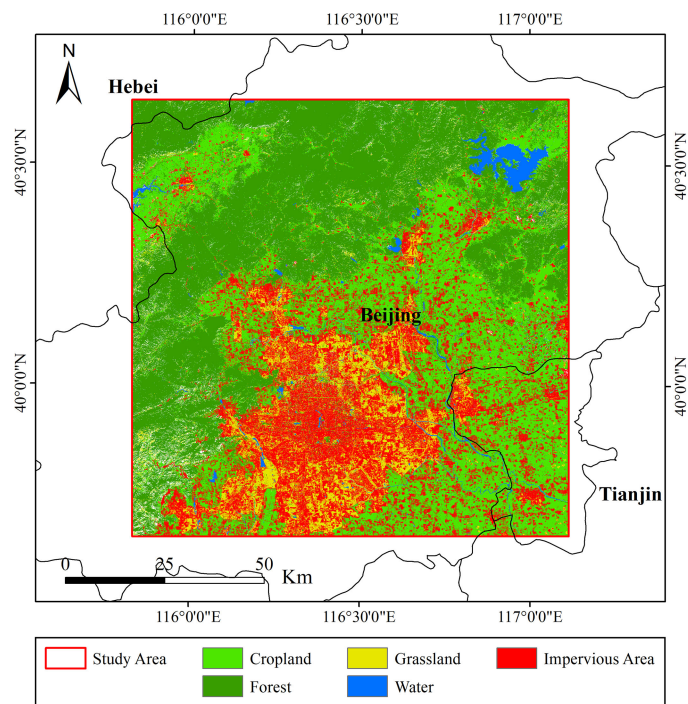 116°0'0"E 116°30'0"E 117°0'0"E
N
Hebei
40°30'0"N 40°30'0"N
Beijing
40°0'0"N 40°0'0"N
Tianjin
0 25 50
Km
116°0'0"E 116°30'0"E 117°0'0"E
Study Area Cropland Grassland Impervious Area
Forest Water